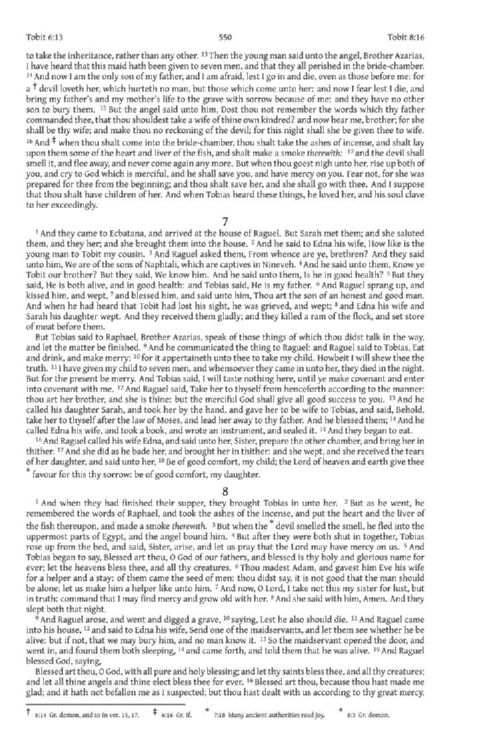 Tobit 6:13 550 Tobit 8:16
to take the inheritance, rather than any other. 13 Then the young man said unto the angel, Brother Azarias,
I have heard that this maid hath been given to seven men, and that they all perished in the bride-chamber.
14 And now I am the only son of my father, and I am afraid, lest I go in and die, even as those before me: for
a † devil loveth her, which hurteth no man, but those which come unto her: and now I fear lest I die, and
bring my father's and my mother's life to the grave with sorrow because of me: and they have no other
son to bury them. 15 But the angel said unto him, Dost thou not remember the words which thy father
commanded thee, that thou shouldest take a wife of thine own kindred? and now hear me, brother; for she
shall be thy wife; and make thou no reckoning of the devil; for this night shall she be given thee to wife.
16 And ‡ when thou shalt come into the bride-chamber, thou shalt take the ashes of incense, and shalt lay
upon them some of the heart and liver of the fish, and shalt make a smoke therewith: 17 and the devil shall
smell it, and flee away, and never come again any more. But when thou goest nigh unto her, rise up both of
you, and cry to God which is merciful, and he shall save you, and have mercy on you. Fear not, for she was
prepared for thee from the beginning; and thou shalt save her, and she shall go with thee. And I suppose
that thou shalt have children of her. And when Tobias heard these things, he loved her, and his soul clave
to her exceedingly.
7
1 And they came to Ecbatana, and arrived at the house of Raguel. But Sarah met them; and she saluted
them, and they her; and she brought them into the house. 2 And he said to Edna his wife, How like is the
young man to Tobit my cousin. 3 And Raguel asked them, From whence are ye, brethren? And they said
unto him, We are of the sons of Naphtali, which are captives in Nineveh. 4 And he said unto them, Know ye
Tobit our brother? But they said, We know him. And he said unto them, Is he in good health? 5 But they
said, He is both alive, and in good health: and Tobias said, He is my father. 6 And Raguel sprang up, and
kissed him, and wept, 7 and blessed him, and said unto him, Thou art the son of an honest and good man.
And when he had heard that Tobit had lost his sight, he was grieved, and wept; 8 and Edna his wife and
Sarah his daughter wept. And they received them gladly; and they killed a ram of the flock, and set store
of meat before them.
But Tobias said to Raphael, Brother Azarias, speak of those things of which thou didst talk in the way,
and let the matter be finished. 9 And he communicated the thing to Raguel: and Raguel said to Tobias, Eat
and drink, and make merry: 10 for it appertaineth unto thee to take my child. Howbeit I will shew thee the
truth. 11 I have given my child to seven men, and whensoever they came in unto her, they died in the night.
But for the present be merry. And Tobias said, I will taste nothing here, until ye make covenant and enter
into covenant with me. 12 And Raguel said, Take her to thyself from henceforth according to the manner:
thou art her brother, and she is thine: but the merciful God shall give all good success to you. 13 And he
called his daughter Sarah, and took her by the hand, and gave her to be wife to Tobias, and said, Behold,
take her to thyself after the law of Moses, and lead her away to thy father. And he blessed them; 14 And he
called Edna his wife, and took a book, and wrote an instrument, and sealed it. 15 And they began to eat.
16 And Raguel called his wife Edna, and said unto her, Sister, prepare the other chamber, and bring her in
thither. 17 And she did as he bade her, and brought her in thither: and she wept, and she received the tears
of her daughter, and said unto her, 18 Be of good comfort, my child; the Lord of heaven and earth give thee
* favour for this thy sorrow: be of good comfort, my daughter.
8
1 And when they had finished their supper, they brought Tobias in unto her. 2 But as he went, he
remembered the words of Raphael, and took the ashes of the incense, and put the heart and the liver of
the fish thereupon, and made a smoke therewith. 3 But when the * devil smelled the smell, he fled into the
uppermost parts of Egypt, and the angel bound him. 4 But after they were both shut in together, Tobias
rose up from the bed, and said, Sister, arise, and let us pray that the Lord may have mercy on us. 5 And
Tobias began to say, Blessed art thou, O God of our fathers, and blessed is thy holy and glorious name for
ever; let the heavens bless thee, and all thy creatures. 6 Thou madest Adam, and gavest him Eve his wife
for a helper and a stay: of them came the seed of men: thou didst say, it is not good that the man should
be alone; let us make him a helper like unto him. 7 And now, O Lord, I take not this my sister for lust, but
in truth: command that I may find mercy and grow old with her. 8 And she said with him, Amen. And they
slept both that night.
9 And Raguel arose, and went and digged a grave, 10 saying, Lest he also should die. 11 And Raguel came
into his house, 12 and said to Edna his wife, Send one of the maidservants, and let them see whether he be
alive: but if not, that we may bury him, and no man know it. 13 So the maidservant opened the door, and
went in, and found them both sleeping, 14 and came forth, and told them that he was alive. 15 And Raguel
blessed God, saying,
Blessed art thou, O God, with all pure and holy blessing; and let thy saints bless thee, and all thy creatures;
and let all thine angels and thine elect bless thee for ever. 16 Blessed art thou, because thou hast made me
glad; and it hath not befallen me as I suspected; but thou hast dealt with us according to thy great mercy.
† 6:14 Gr. demon, and so in ver. 15, 17. ‡ 6:16 Gr. if. * 7:18 Many ancient authorities read joy. * 8:3 Gr. demon.